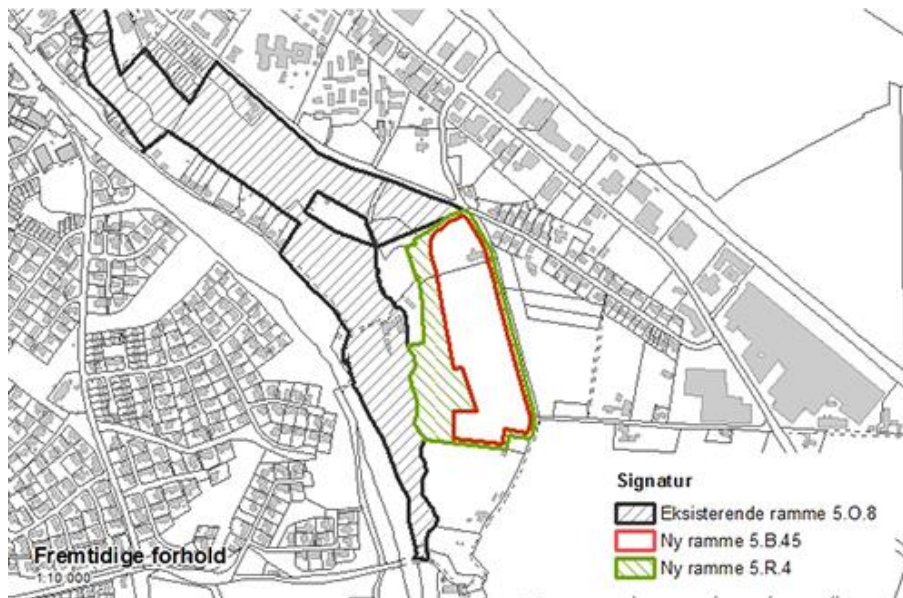 Signatur
Eksisterende ramme 5.O.8
Ny ramme 5.B.45
Ny ramme 5.R.4
Fremtidige forhold
1:10 000